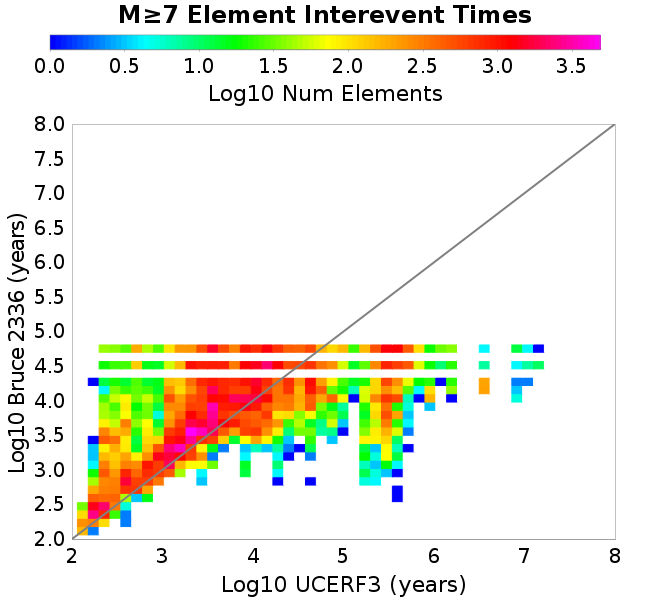 M≥7 Element Interevent Times
0.0 0.5 1.0 1.5 2.0 2.5 3.0 3.5
Log10 Num Elements
Log10 Bruce 2336 (years)
8.0
7.5
7.0
6.5
6.0
5.5
5.0
4.5
4.0
3.5
3.0
2.5
2.0
2 3 4 5 6 7 8
Log10 UCERF3 (years)